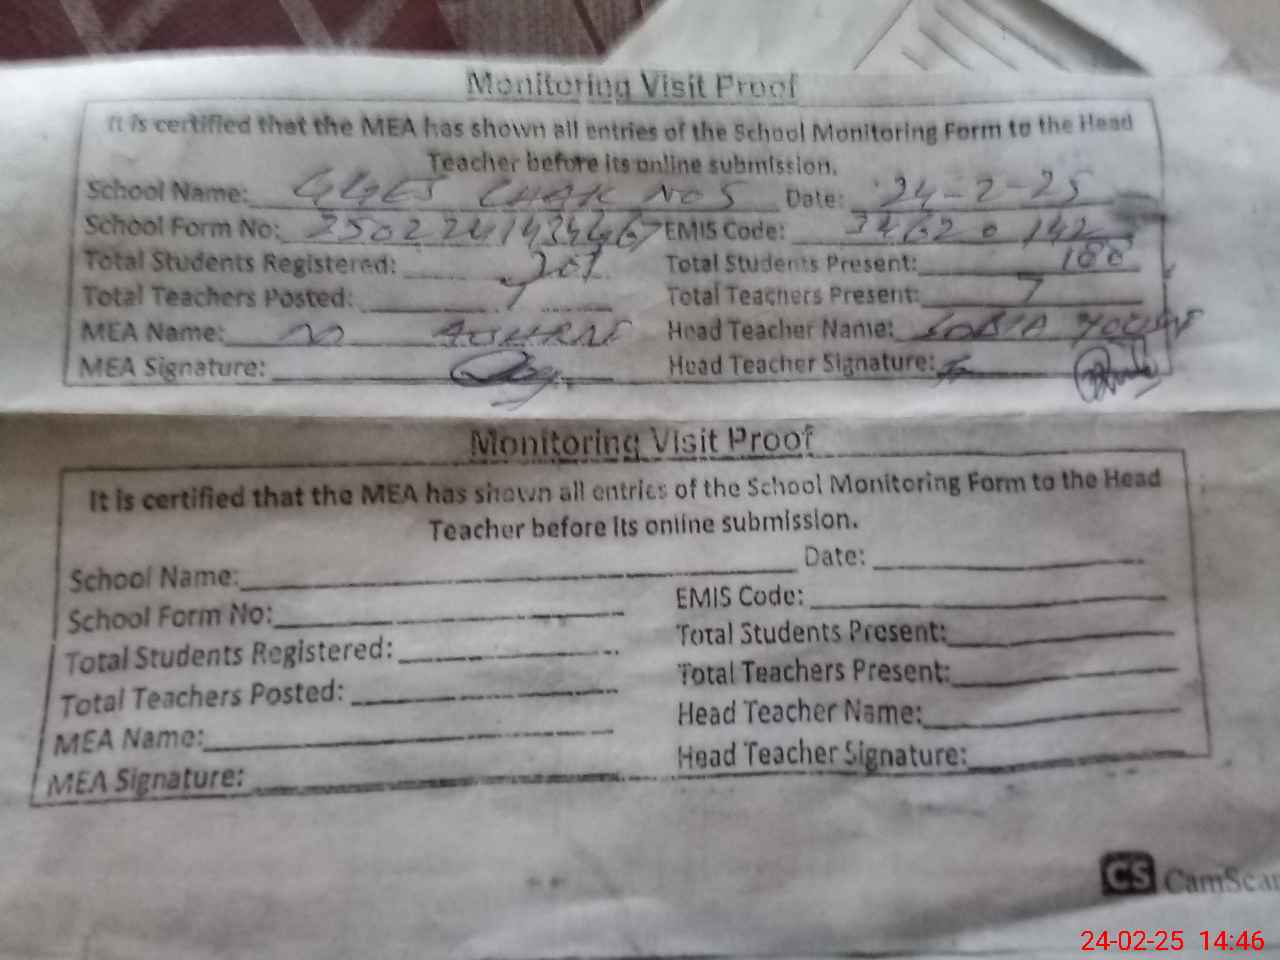 Monitoring Visit Proof
It is certified that the MEA has shown all entries of the School Monitoring Form to the Head
Teacher before its online submission.
School Name: GGES CHAK NO 5 Date: 24-2-25
School Form No: EMIS Code: 34620142
Total Students Registered: 201 Total Students Present:
Total Teachers Posted: 7 Total Teachers Present: 7
MEA Name: M ASHRAF Head Teacher Name: SOBIA
MEA Signature: Head Teacher Signature:
Monitoring Visit Proof
It is certified that the MEA has shown all entries of the School Monitoring Form to the Head
Teacher before its online submission.
School Name: Date:
School Form No: EMIS Code:
Total Students Registered: Total Students Present:
Total Teachers Posted: Total Teachers Present:
MEA Name: Head Teacher Name:
MEA Signature: Head Teacher Signature:
CS CamScan
24-02-25 14:46